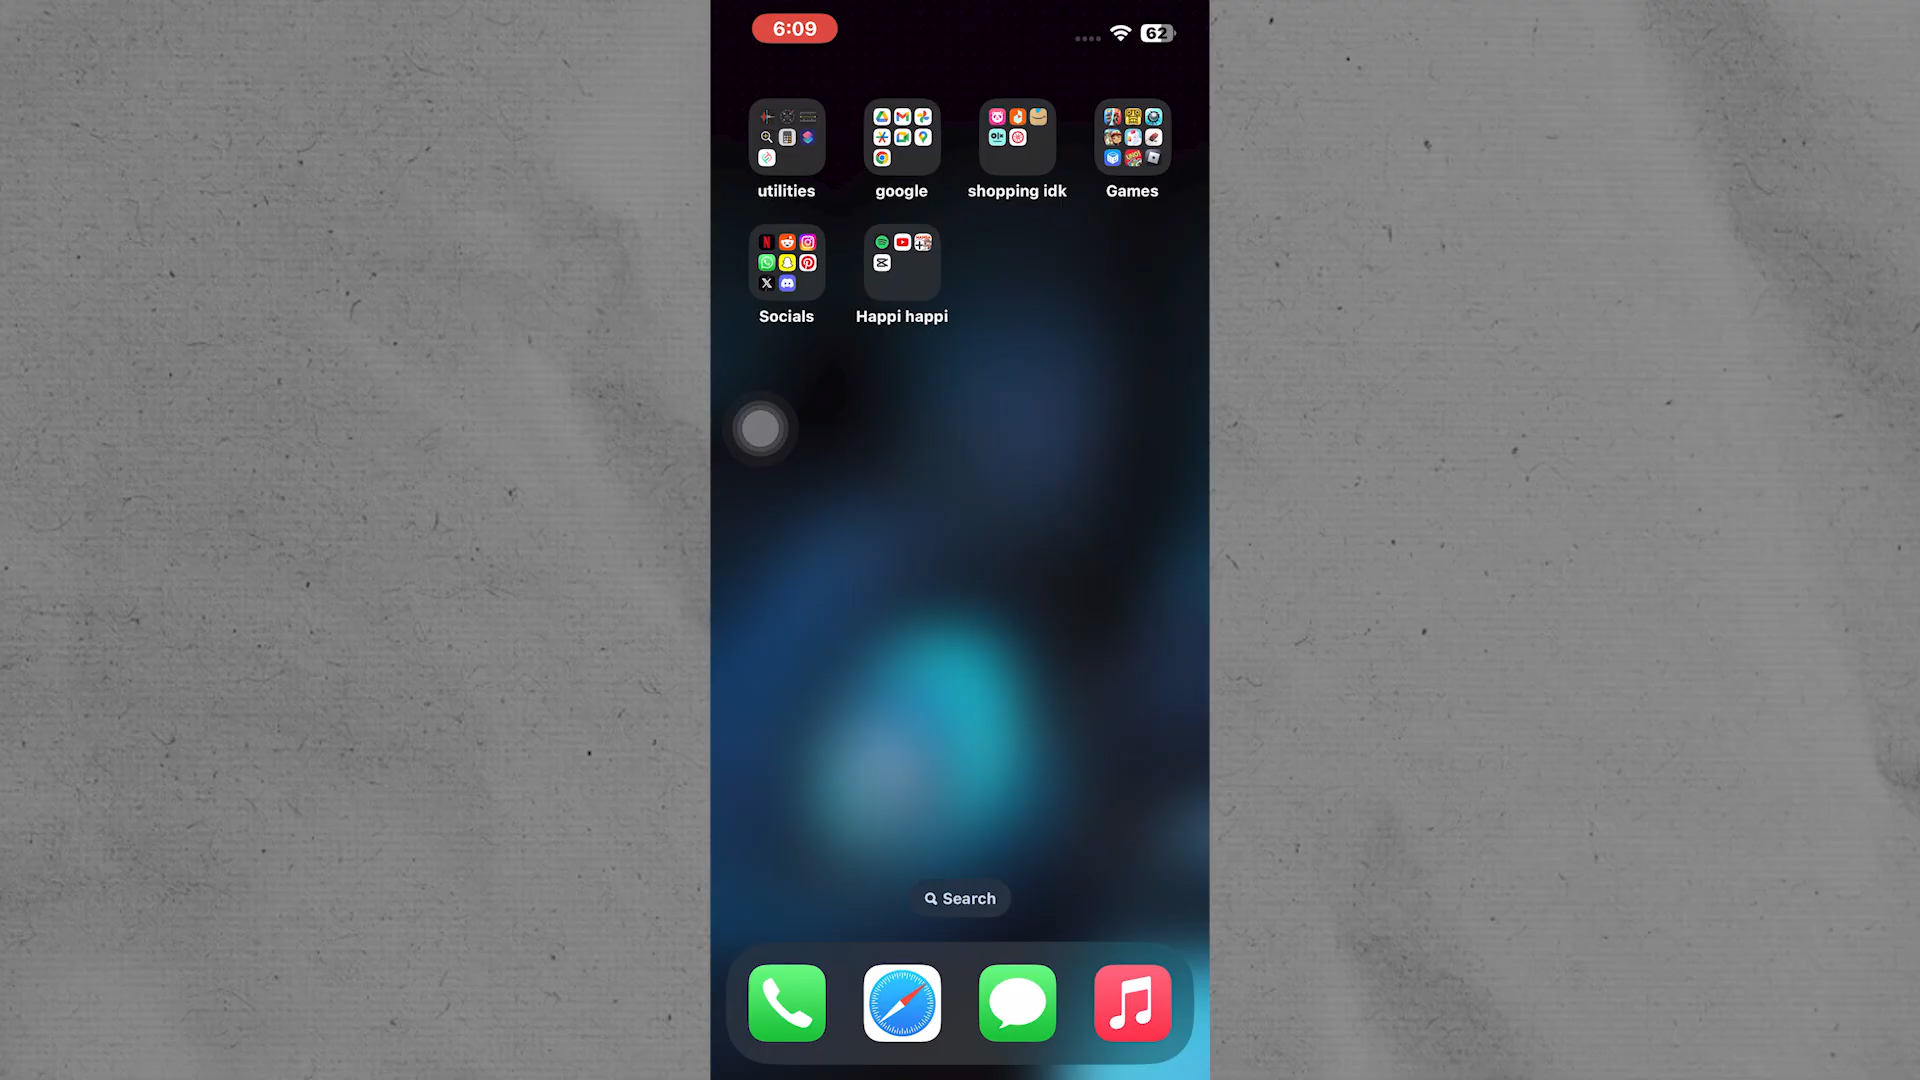 6:09
62
utilities
google
shopping idk
Games
Socials
Happi happi
Search